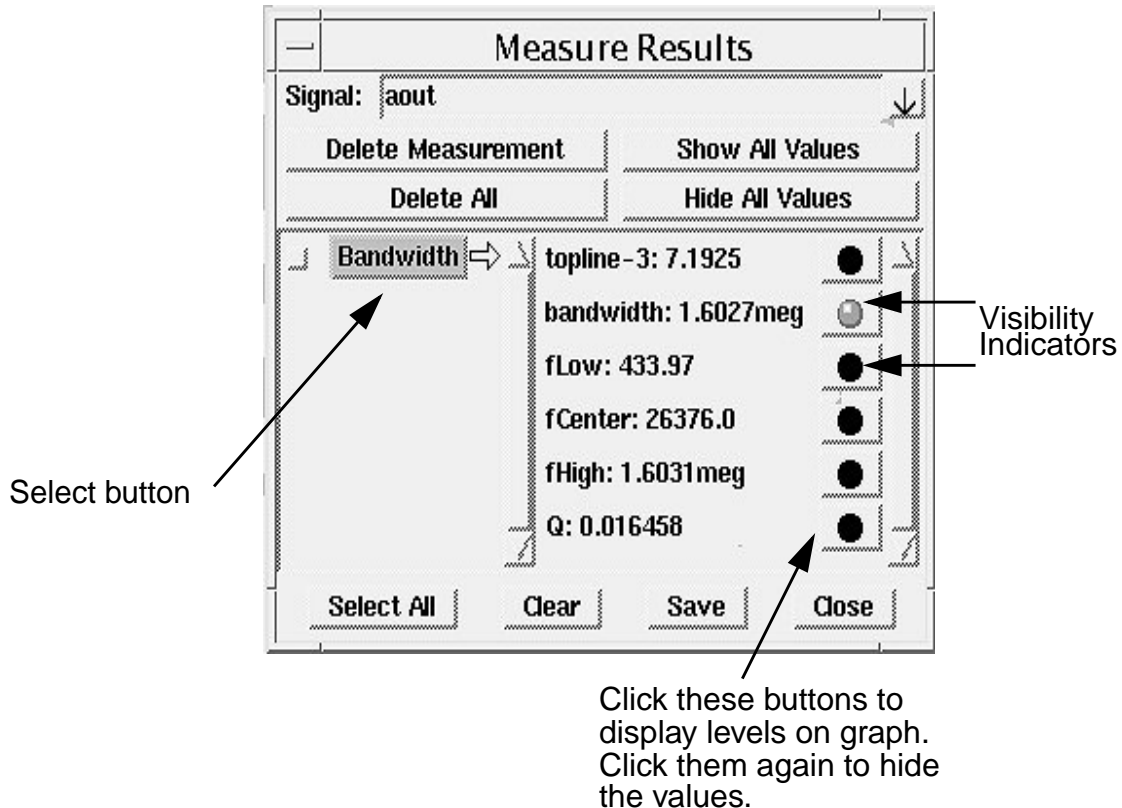 Measure Results
Signal: aout
Delete Measurement
Show All Values
Delete All
Hide All Values
Bandwidth
topline-3: 7.1925
bandwidth: 1.6027meg
fLow: 433.97
fCenter: 26376.0
fHigh: 1.6031meg
Q: 0.016458
Visibility
Indicators
Select button
Select All
Clear
Save
Close
Click these buttons to
display levels on graph.
Click them again to hide
the values.